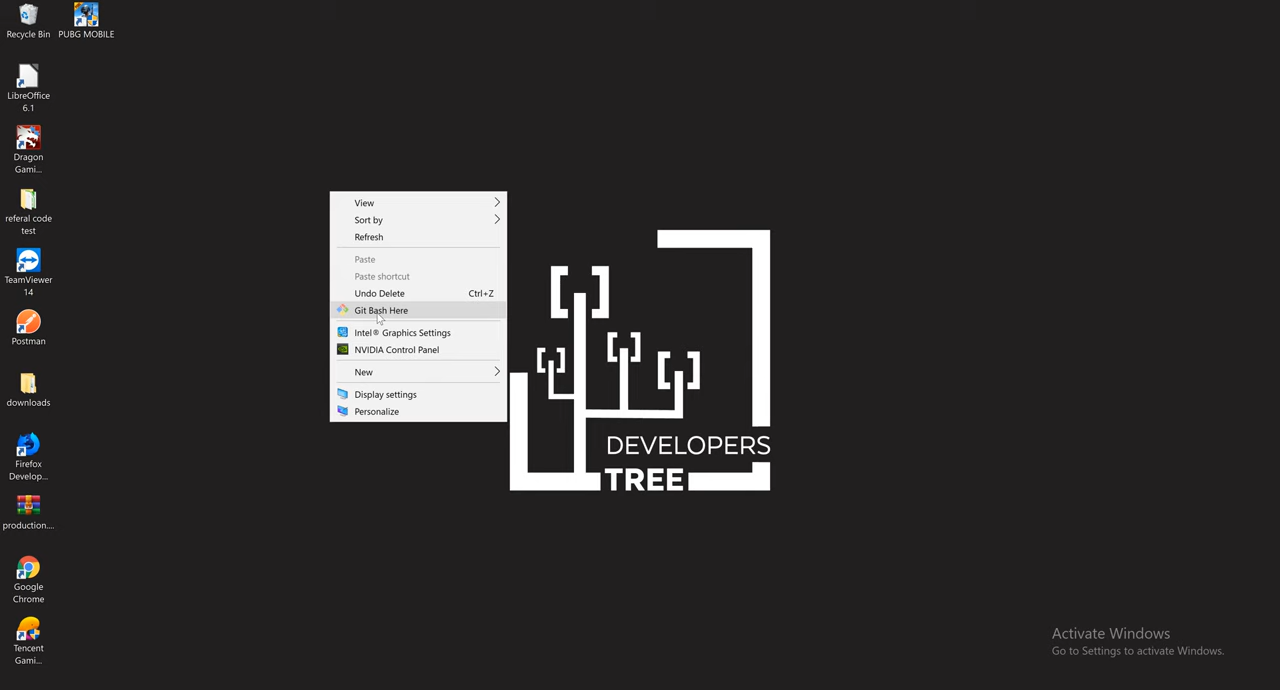 Recycle Bin
PUBG MOBILE
LibreOffice
6.1
Dragon
Gami...
referal code
test
TeamViewer
14
Postman
downloads
Firefox
Develop...
production....
Google
Chrome
Tencent
Gami...
View
Sort by
Refresh
Paste
Paste shortcut
Undo Delete Ctrl+Z
Git Bash Here
Intel® Graphics Settings
NVIDIA Control Panel
New
Display settings
Personalize
DEVELOPERS
TREE
Activate Windows
Go to Settings to activate Windows.